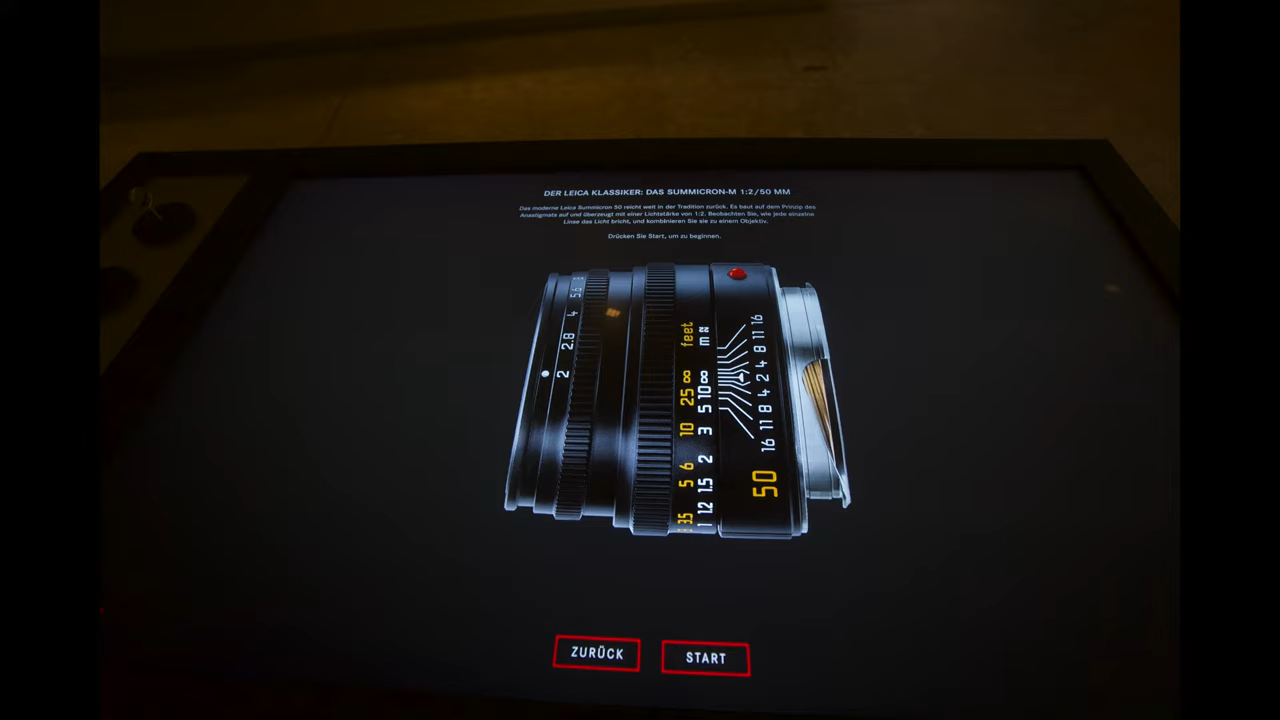 DER LEICA KLASSIKER: DAS SUMMICRON-M 1:2/50 MM
Das moderne Leica Summicron 50 reicht weit in der Tradition zurück. Es baut auf dem Prinzip des
Anastigmats auf und überzeugt mit einer Lichtstärke von 1:2. Beobachten Sie, wie jede einzelne
Linse das Licht bricht, und kombinieren Sie sie zu einem Objektiv.
Drücken Sie Start, um zu beginnen.
2 2.8 4 5.6
feet ∞ 25 10 6 5 3.5
m ∞ 10 5 3 2 1.5 1.2 1
16 11 8 4 2 4 8 11 16
50
ZURÜCK
START